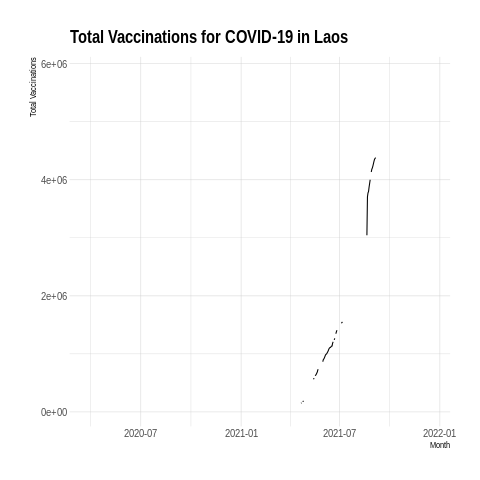 Total Vaccinations for COVID-19 in Laos
Total Vaccinations
6e+06
4e+06
2e+06
0e+00
2020-07 2021-01 2021-07 2022-01
Month